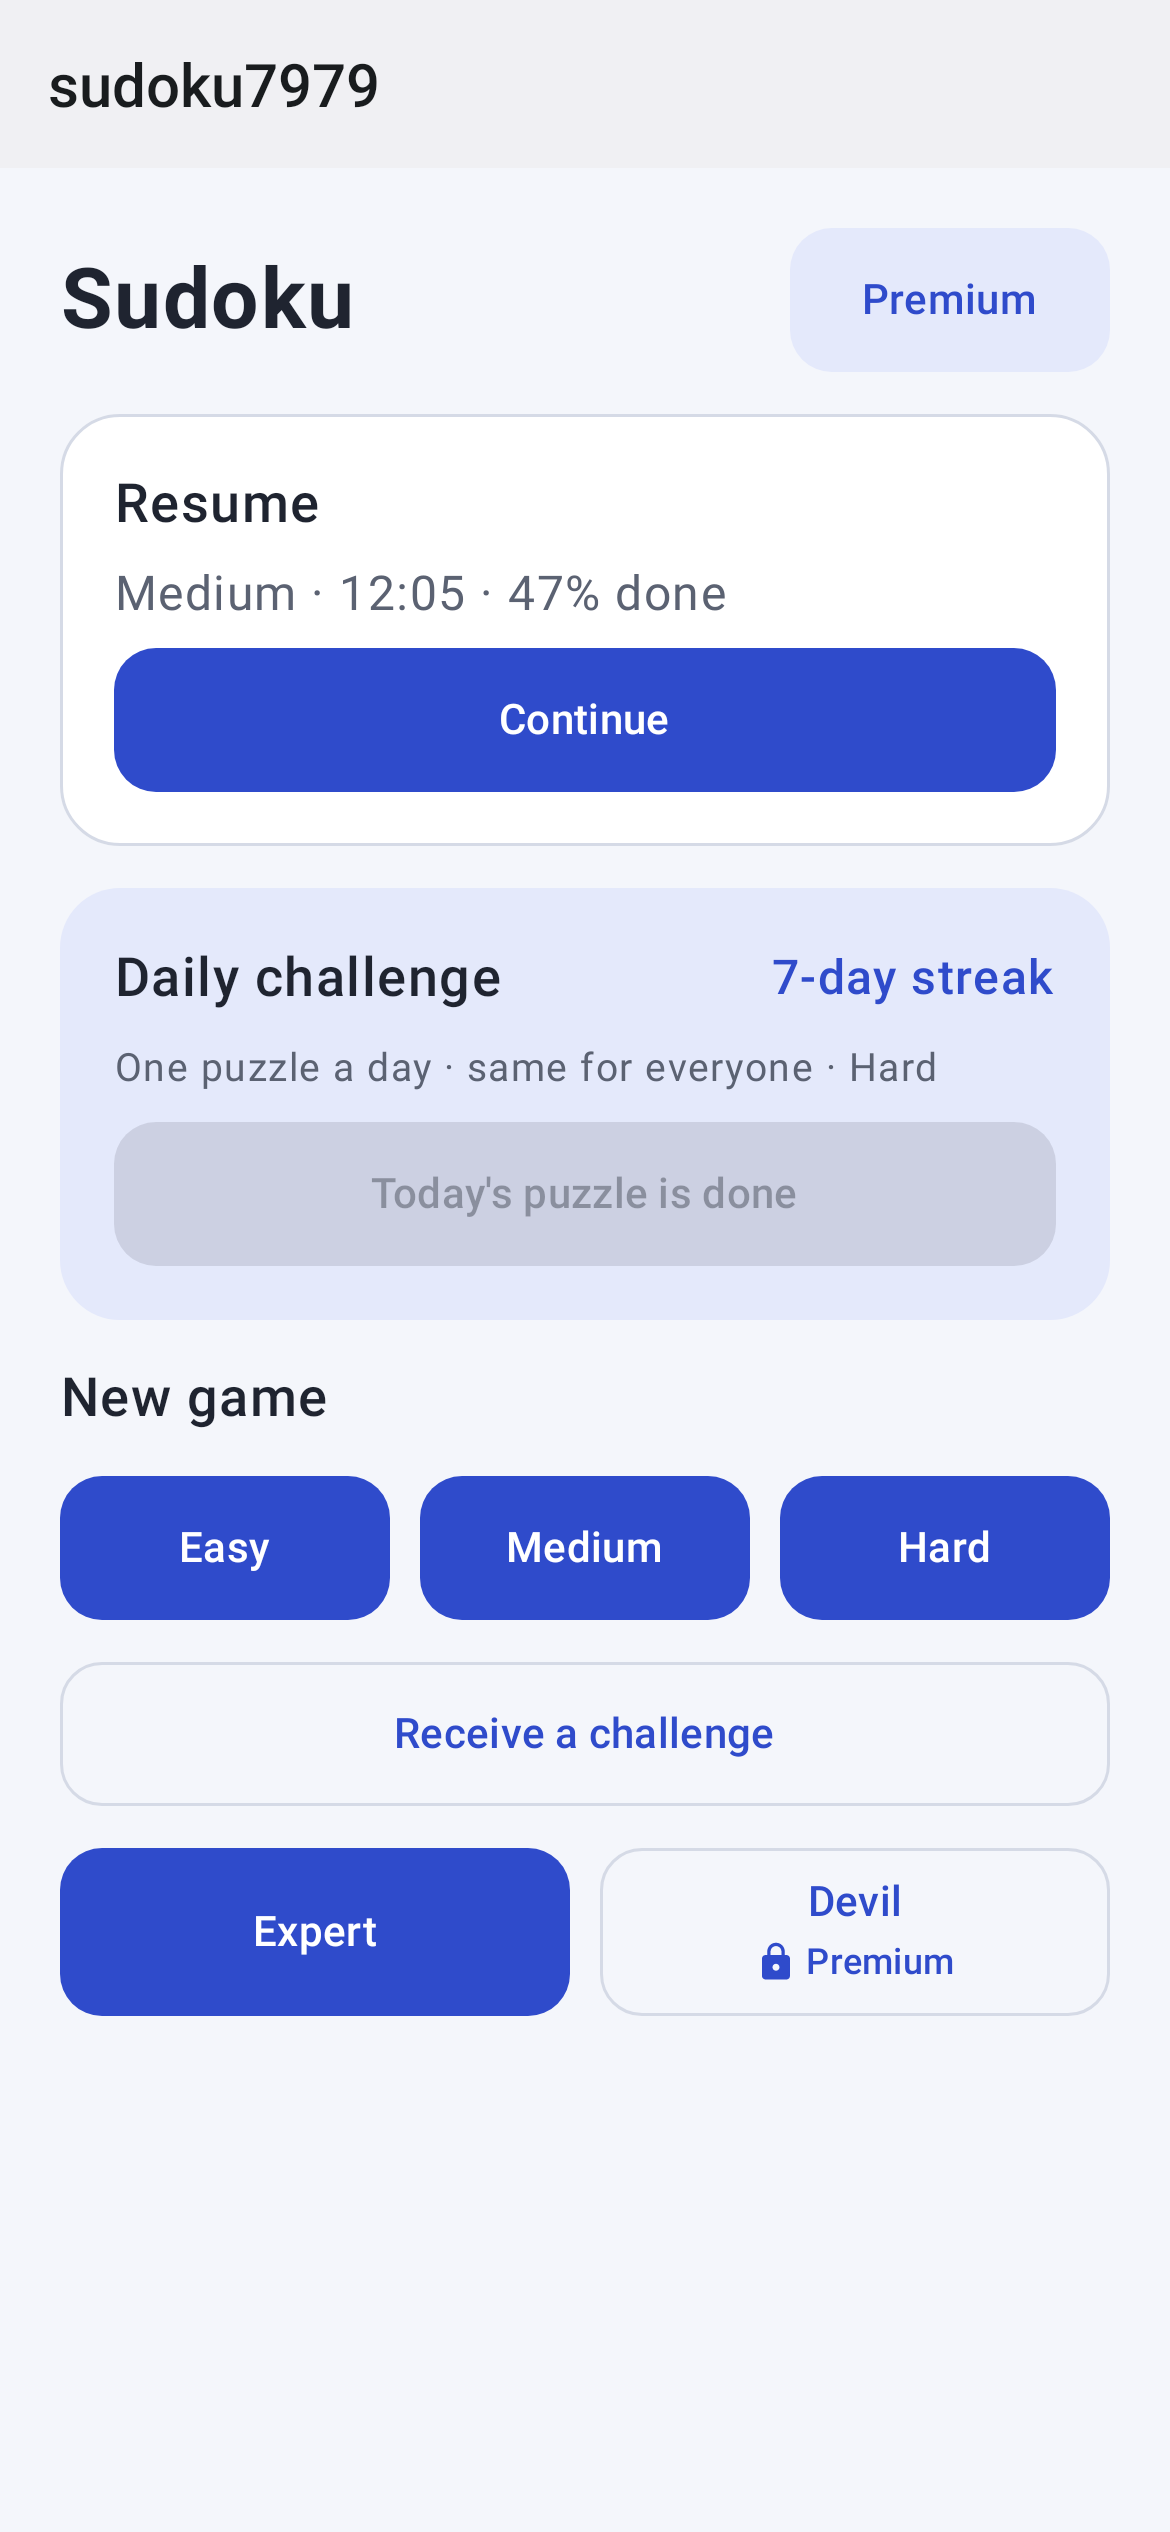 sudoku7979
Sudoku
Premium
Resume
Medium · 12:05 · 47% done
Continue
Daily challenge
7-day streak
One puzzle a day · same for everyone · Hard
Today's puzzle is done
New game
Easy
Medium
Hard
Receive a challenge
Expert
Devil
Premium